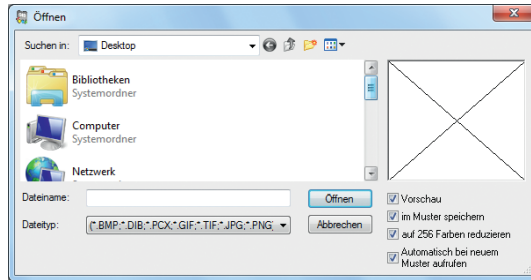 Öffnen
Suchen in: Desktop
Bibliotheken
Systemordner
Computer
Systemordner
Netzwerk
Dateiname: Öffnen
Dateityp: (*.BMP;*.DIB;*.PCX;*.GIF;*.TIF;*.JPG;*.PNG; Abbrechen
Vorschau
im Muster speichern
auf 256 Farben reduzieren
Automatisch bei neuem
Muster aufrufen